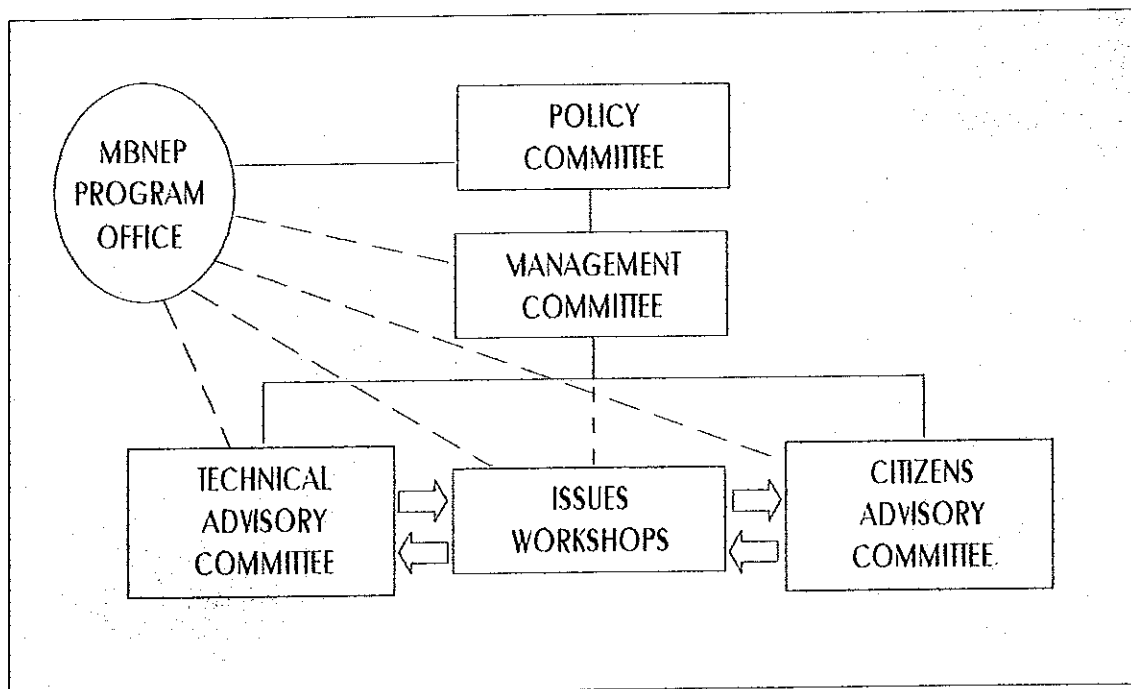 MBNEP
PROGRAM
OFFICE
POLICY
COMMITTEE
MANAGEMENT
COMMITTEE
TECHNICAL
ADVISORY
COMMITTEE
ISSUES
WORKSHOPS
CITIZENS
ADVISORY
COMMITTEE